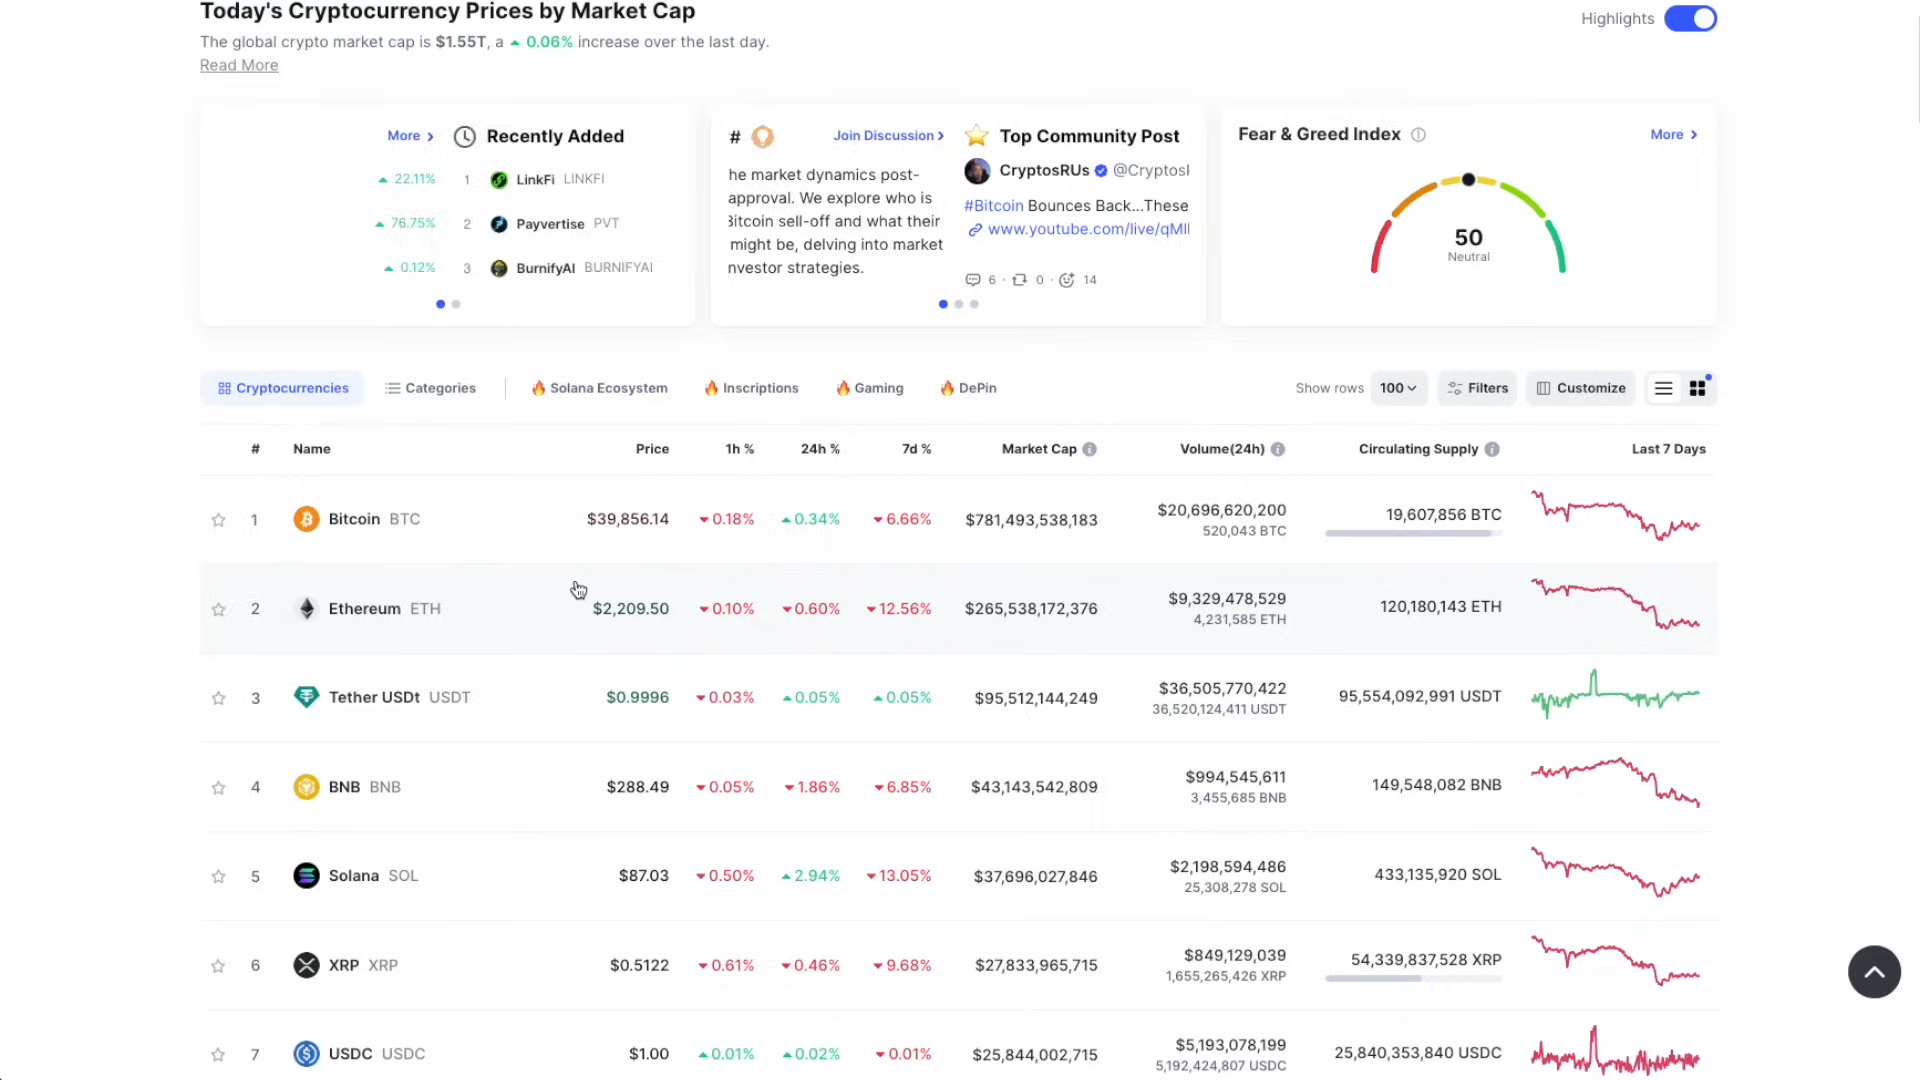 Today's Cryptocurrency Prices by Market Cap
Highlights
The global crypto market cap is $1.55T, a 0.06% increase over the last day.
Read More
More
22.11%
76.75%
0.12%
Recently Added
1 LinkFi LINKFI
2 Payvertise PVT
3 BurnifyAI BURNIFYAI
#
Join Discussion
he market dynamics post-
approval. We explore who is
Bitcoin sell-off and what their
might be, delving into market
nvestor strategies.
Top Community Post
CryptosRUs @Cryptosl
#Bitcoin Bounces Back...These
www.youtube.com/live/qMll
6 · 0 · 14
Fear & Greed Index
More
50
Neutral
Cryptocurrencies Categories Solana Ecosystem Inscriptions Gaming DePin Show rows 100 Filters Customize
# Name Price 1h % 24h % 7d % Market Cap Volume(24h) Circulating Supply Last 7 Days
1 Bitcoin BTC $39,856.14 0.18% 0.34% 6.66% $781,493,538,183 $20,696,620,200 19,607,856 BTC
520,043 BTC
2 Ethereum ETH $2,209.50 0.10% 0.60% 12.56% $265,538,172,376 $9,329,478,529 120,180,143 ETH
4,231,585 ETH
3 Tether USDt USDT $0.9996 0.03% 0.05% 0.05% $95,512,144,249 $36,505,770,422 95,554,092,991 USDT
36,520,124,411 USDT
4 BNB BNB $288.49 0.05% 1.86% 6.85% $43,143,542,809 $994,545,611 149,548,082 BNB
3,455,685 BNB
5 Solana SOL $87.03 0.50% 2.94% 13.05% $37,696,027,846 $2,198,594,486 433,135,920 SOL
25,308,278 SOL
6 XRP XRP $0.5122 0.61% 0.46% 9.68% $27,833,965,715 $849,129,039 54,339,837,528 XRP
1,655,265,426 XRP
7 USDC USDC $1.00 0.01% 0.02% 0.01% $25,844,002,715 $5,193,078,199 25,840,353,840 USDC
5,192,424,807 USDC